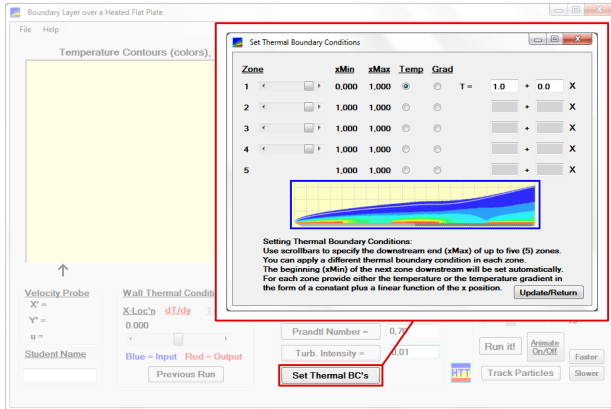 Boundary Layer over a Heated Flat Plate
File Help
Temperature Contours (colors),
Set Thermal Boundary Conditions
Zone xMin xMax Temp Grad
1 0,000 1,000 T = 1.0 + 0.0 X
2 1,000 1,000 + X
3 1,000 1,000 + X
4 1,000 1,000 + X
5 1,000 1,000 + X
Setting Thermal Boundary Conditions:
Use scrollbars to specify the downstream end (xMax) of up to five (5) zones.
You can apply a different thermal boundary condition in each zone.
The beginning (xMin) of the next zone downstream will be set automatically.
For each zone provide either the temperature or the temperature gradient in
the form of a constant plus a linear function of the x position.
Update/Return
Velocity Probe
X' =
Y' =
u =
Student Name
Wall Thermal Conditi
X-Loc'n dT/dy
0.000
Blue = Input Red = Output
Previous Run
Prandtl Number = 0,70
Turb. Intensity = 0,01
Set Thermal BC's
Run it!
Animate
On/Off
Faster
HTT
Track Particles
Slower